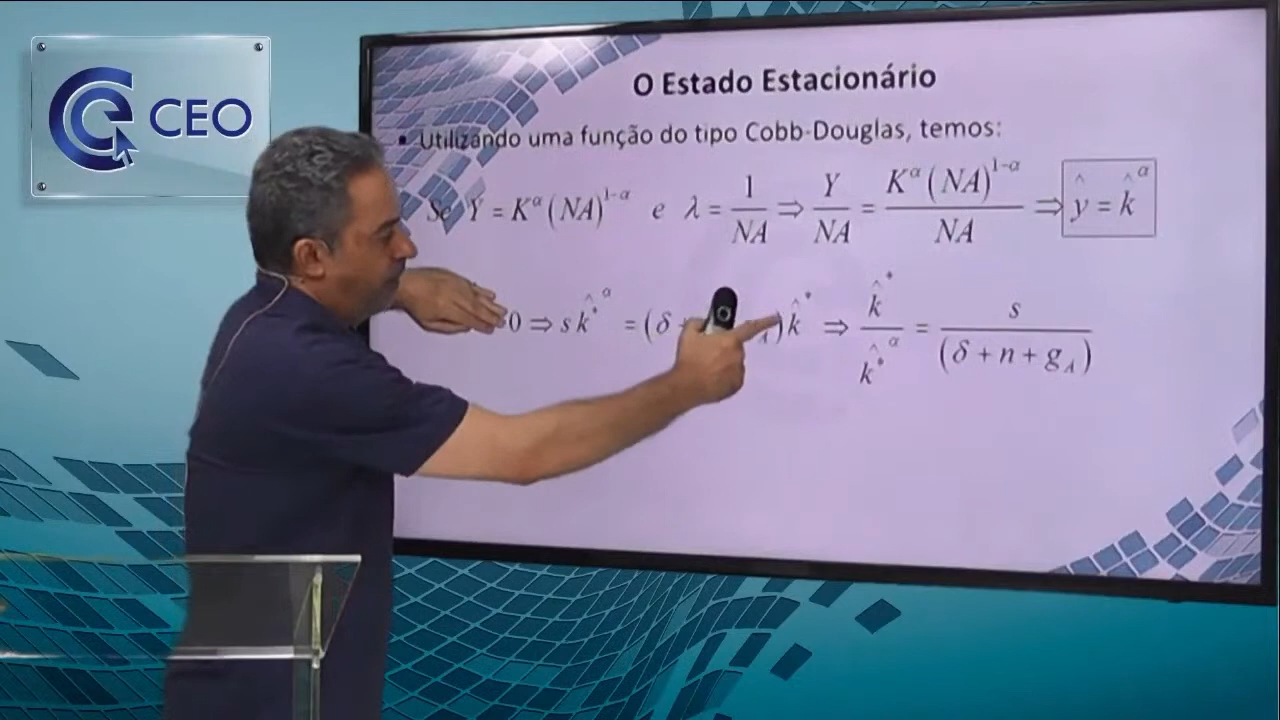 CEO
O Estado Estacionário
▪ Utilizando uma função do tipo Cobb-Douglas, temos:
Se Y = K^α (NA)^{1-α} e λ = 1/NA ⇒ Y/NA = K^α (NA)^{1-α} / NA ⇒ ŷ = k̂^α
0 ⇒ s k̂*^α = (δ + A) k̂* ⇒ k̂* / k̂*^α = s / (δ + n + g_A)